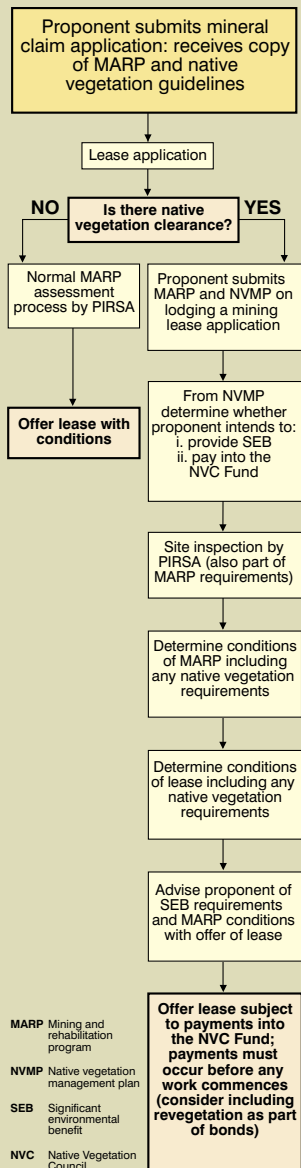 Proponent submits mineral
claim application: receives copy
of MARP and native
vegetation guidelines
Lease application
NO
Is there native
vegetation clearance?
YES
Normal MARP
assessment
process by PIRSA
Offer lease with
conditions
Proponent submits
MARP and NVMP on
lodging a mining
lease application
From NVMP
determine whether
proponent intends to:
i. provide SEB
ii. pay into the
NVC Fund
Site inspection by
PIRSA (also part of
MARP requirements)
Determine conditions
of MARP including
any native vegetation
requirements
Determine conditions
of lease including any
native vegetation
requirements
Advise proponent of
SEB requirements
and MARP conditions
with offer of lease
Offer lease subject
to payments into
the NVC Fund;
payments must
occur before any
work commences
(consider including
revegetation as part
of bonds)
MARP Mining and
rehabilitation
program
NVMP Native vegetation
management plan
SEB Significant
environmental
benefit
NVC Native Vegetation
Council